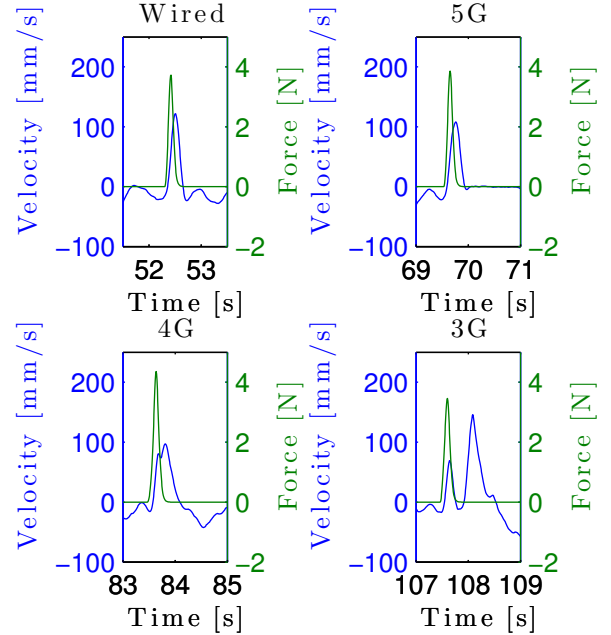 Wired
Velocity [mm/s]
200
100
0
−100
4
2
0
−2
Force [N]
52 53
Time [s]
5G
Velocity [mm/s]
200
100
0
−100
4
2
0
−2
Force [N]
69 70 71
Time [s]
4G
Velocity [mm/s]
200
100
0
−100
4
2
0
−2
Force [N]
83 84 85
Time [s]
3G
Velocity [mm/s]
200
100
0
−100
4
2
0
−2
Force [N]
107 108 109
Time [s]